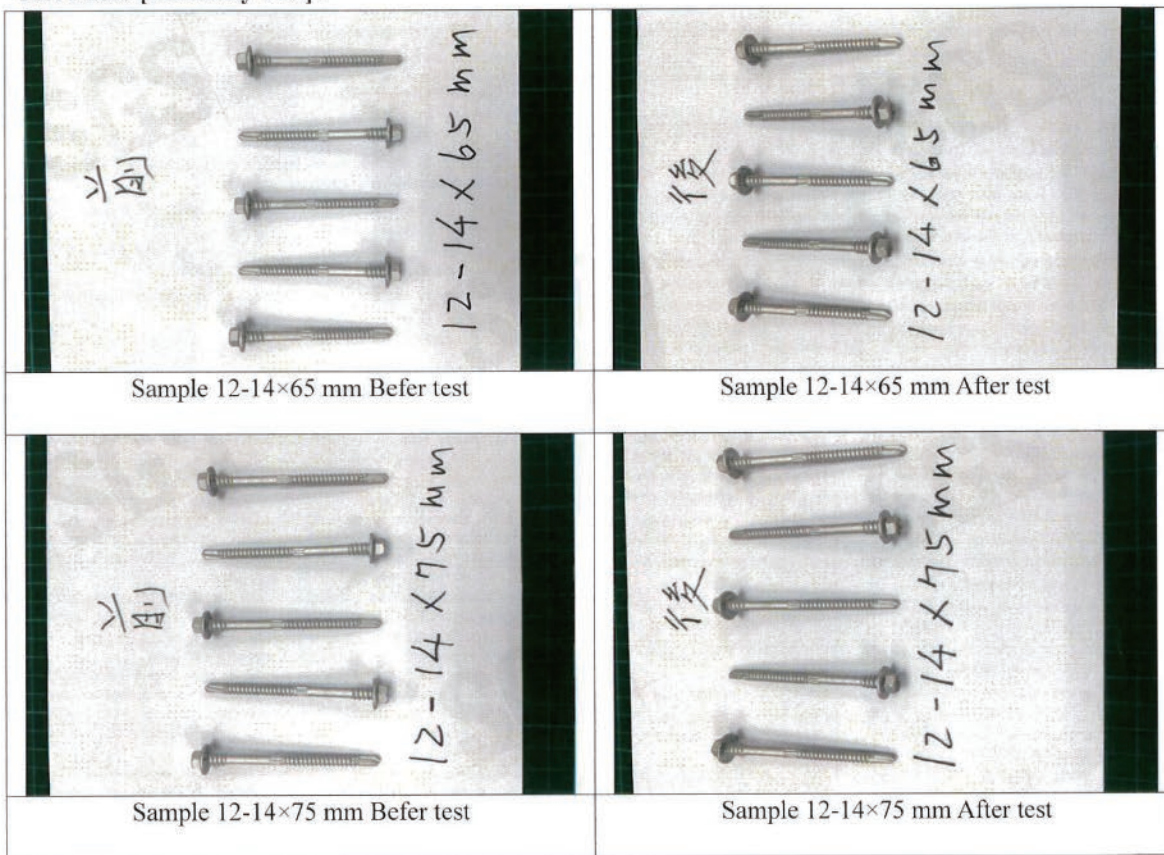 前
12-14×65mm
後
12-14×65mm
Sample 12-14×65 mm Befer test
Sample 12-14×65 mm After test
前
12-14×75mm
後
12-14×75mm
Sample 12-14×75 mm Befer test
Sample 12-14×75 mm After test